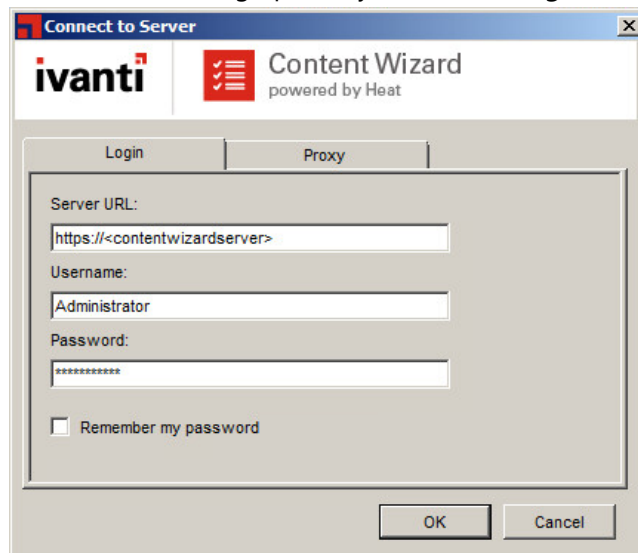 Connect to Server
ivanti
Content Wizard
powered by Heat
Login
Proxy
Server URL:
https://<contentwizardserver>
Username:
Administrator
Password:
***********
Remember my password
OK
Cancel